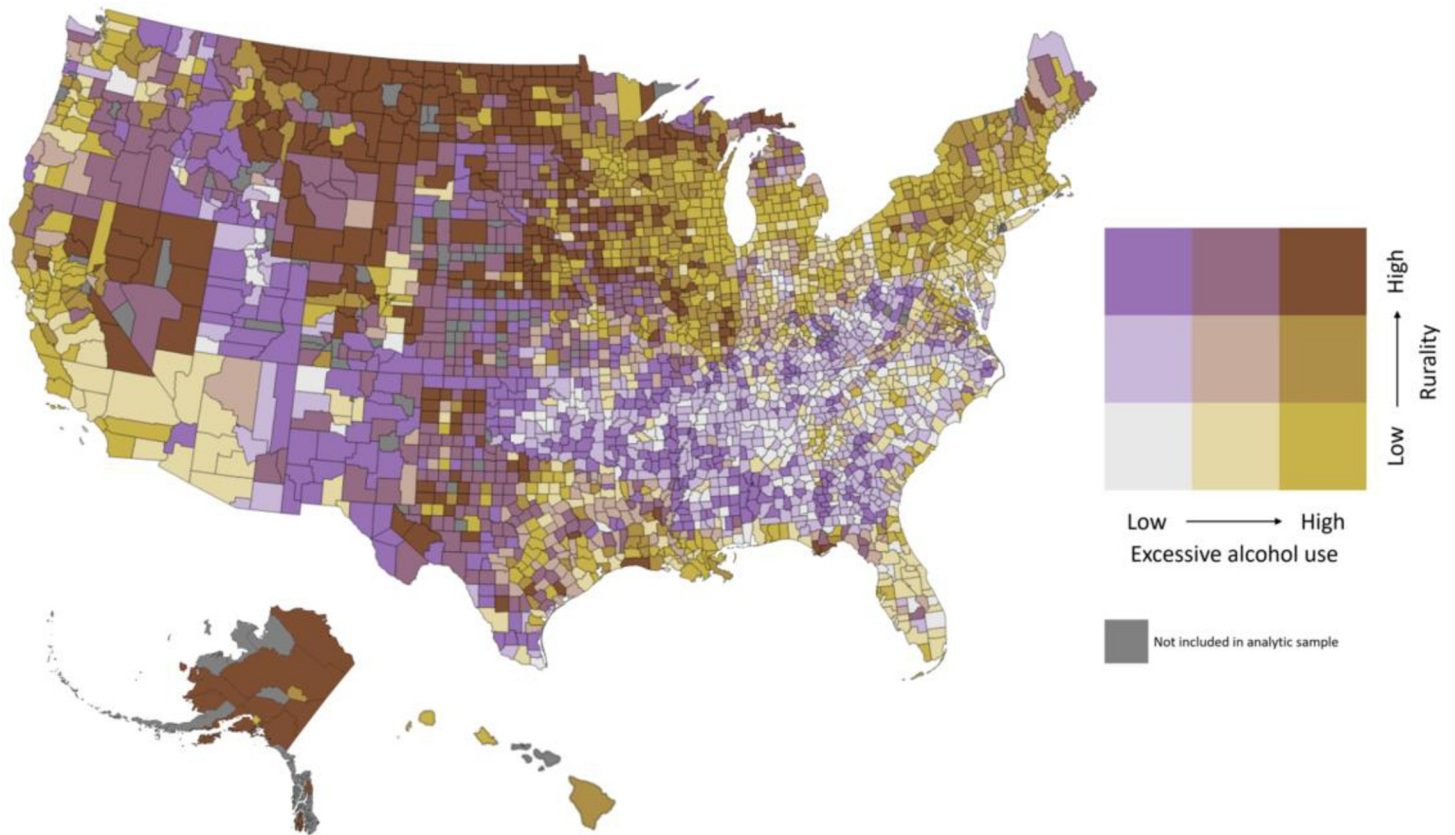 High
Rurality
Low
Low High
Excessive alcohol use
Not included in analytic sample